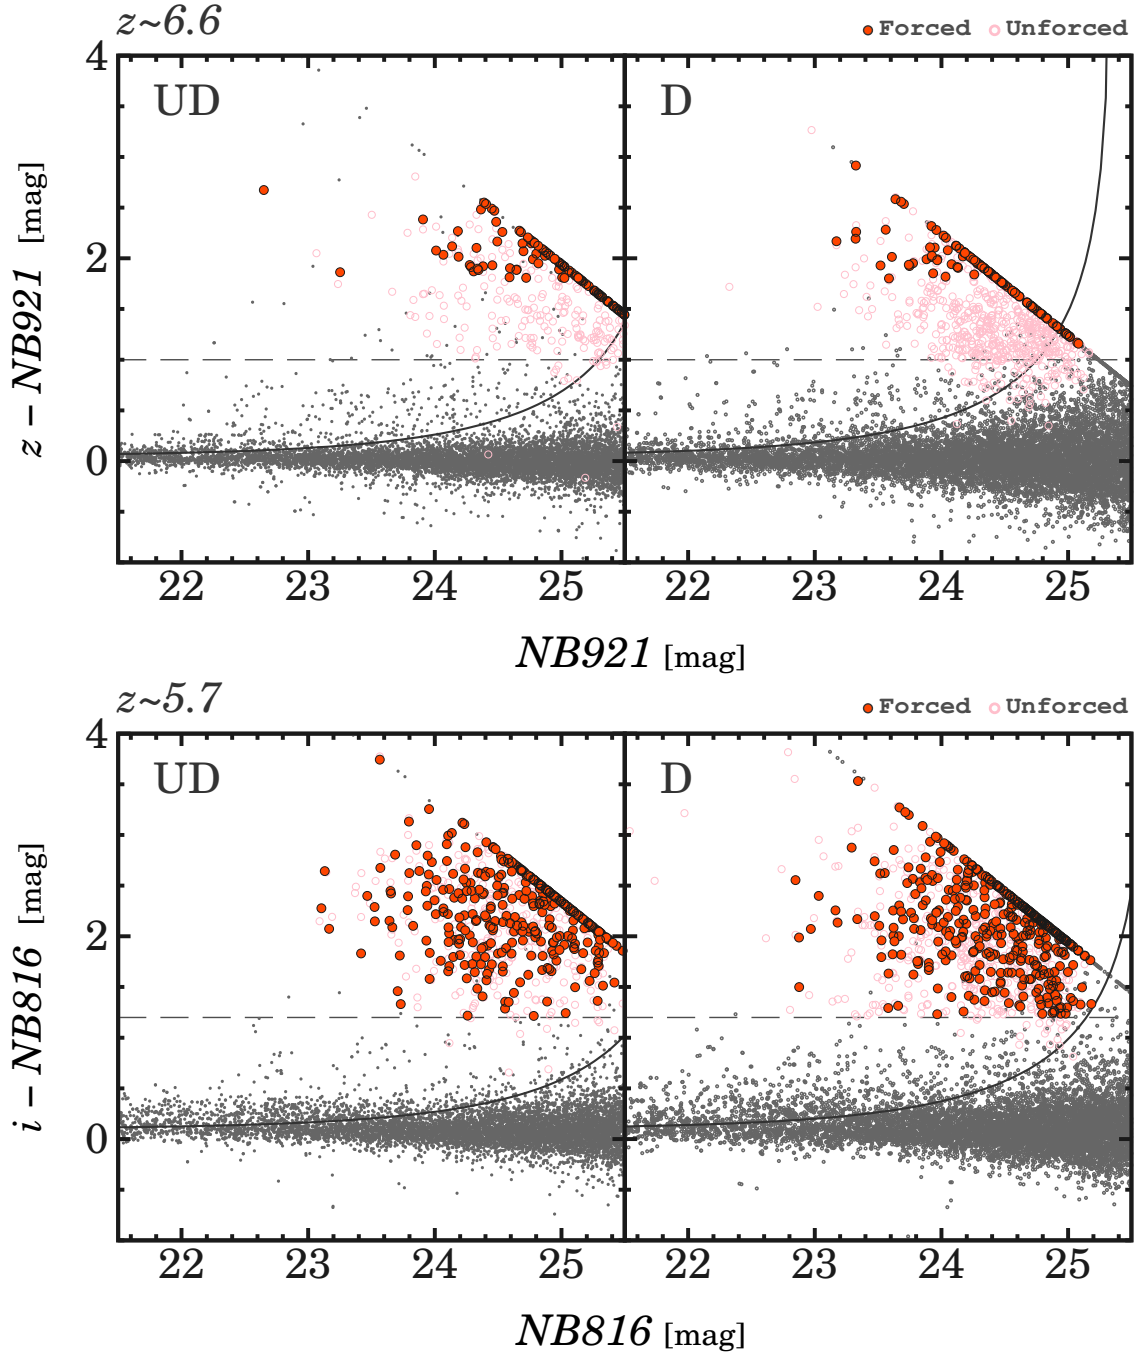 z~6.6
Forced Unforced
4
UD D
z − NB921 [mag]
2
0
22 23 24 25 22 23 24 25
NB921 [mag]
z~5.7
Forced Unforced
4
UD D
i − NB816 [mag]
2
0
22 23 24 25 22 23 24 25
NB816 [mag]